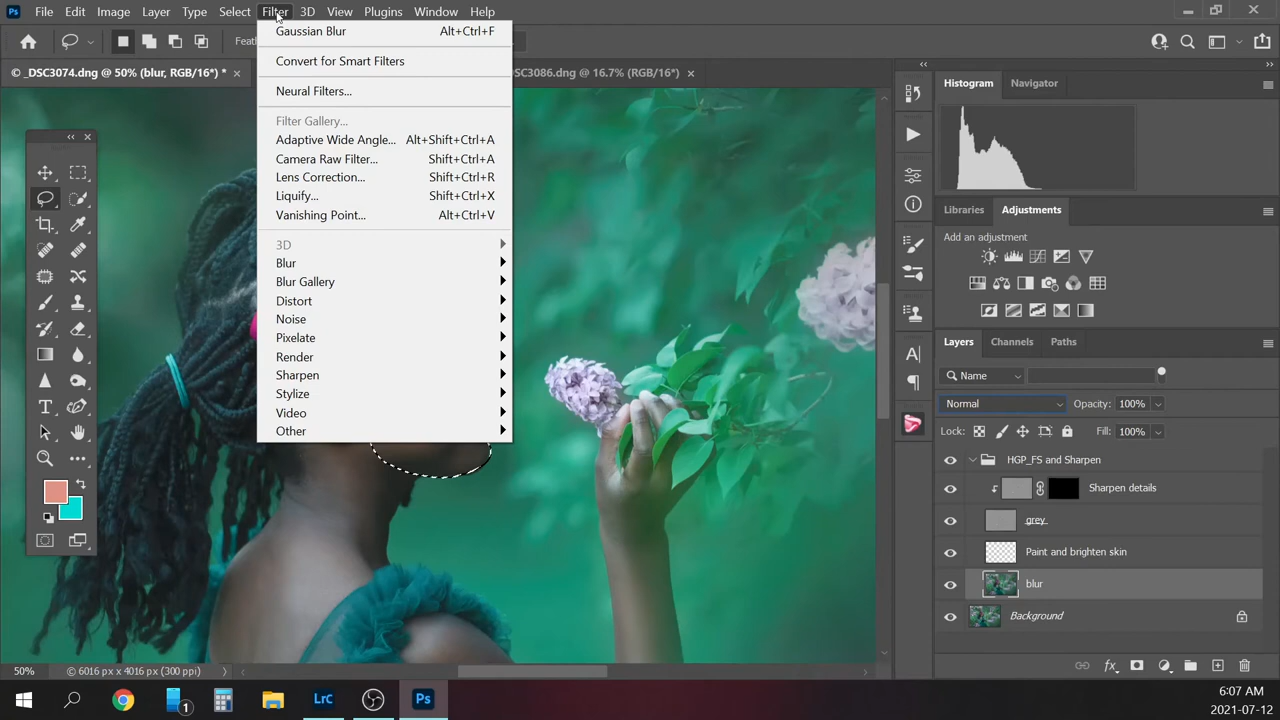 Ps File Edit Image Layer Type Select Filter 3D View Plugins Window Help
Gaussian Blur Alt+Ctrl+F
Convert for Smart Filters
Neural Filters...
Filter Gallery...
Adaptive Wide Angle... Alt+Shift+Ctrl+A
Camera Raw Filter... Shift+Ctrl+A
Lens Correction... Shift+Ctrl+R
Liquify... Shift+Ctrl+X
Vanishing Point... Alt+Ctrl+V
3D
Blur
Blur Gallery
Distort
Noise
Pixelate
Render
Sharpen
Stylize
Video
Other
© _DSC3074.dng @ 50% (blur, RGB/16*) *
DSC3086.dng @ 16.7% (RGB/16*)
Histogram Navigator
Libraries Adjustments
Add an adjustment
Layers Channels Paths
Name
Normal Opacity: 100%
Lock: Fill: 100%
HGP_FS and Sharpen
Sharpen details
grey
Paint and brighten skin
blur
Background
50% © 6016 px x 4016 px (300 ppi)
1 Lrc Ps
6:07 AM
2021-07-12